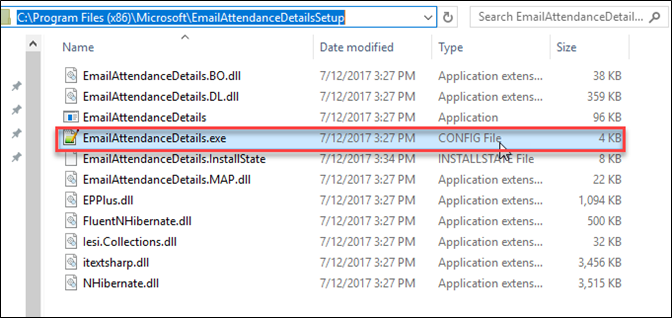 C:\Program Files (x86)\Microsoft\EmailAttendanceDetailsSetup Search EmailAttendanceDetail...
Name Date modified Type Size
EmailAttendanceDetails.BO.dll 7/12/2017 3:27 PM Application extens... 38 KB
EmailAttendanceDetails.DL.dll 7/12/2017 3:27 PM Application extens... 359 KB
EmailAttendanceDetails 7/12/2017 3:27 PM Application 96 KB
EmailAttendanceDetails.exe 7/12/2017 3:27 PM CONFIG File 4 KB
EmailAttendanceDetails.InstallState 7/12/2017 3:34 PM INSTALLSTATE File 8 KB
EmailAttendanceDetails.MAP.dll 7/12/2017 3:27 PM Application extens... 22 KB
EPPlus.dll 7/12/2017 3:27 PM Application extens... 1,094 KB
FluentNHibernate.dll 7/12/2017 3:27 PM Application extens... 500 KB
Iesi.Collections.dll 7/12/2017 3:27 PM Application extens... 32 KB
itextsharp.dll 7/12/2017 3:27 PM Application extens... 3,456 KB
NHibernate.dll 7/12/2017 3:27 PM Application extens... 3,515 KB